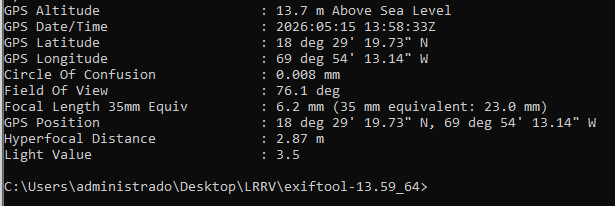 GPS Altitude : 13.7 m Above Sea Level
GPS Date/Time : 2026:05:15 13:58:33Z
GPS Latitude : 18 deg 29' 19.73" N
GPS Longitude : 69 deg 54' 13.14" W
Circle Of Confusion : 0.008 mm
Field Of View : 76.1 deg
Focal Length 35mm Equiv : 6.2 mm (35 mm equivalent: 23.0 mm)
GPS Position : 18 deg 29' 19.73" N, 69 deg 54' 13.14" W
Hyperfocal Distance : 2.87 m
Light Value : 3.5
C:\Users\administrado\Desktop\LRRV\exiftool-13.59_64>